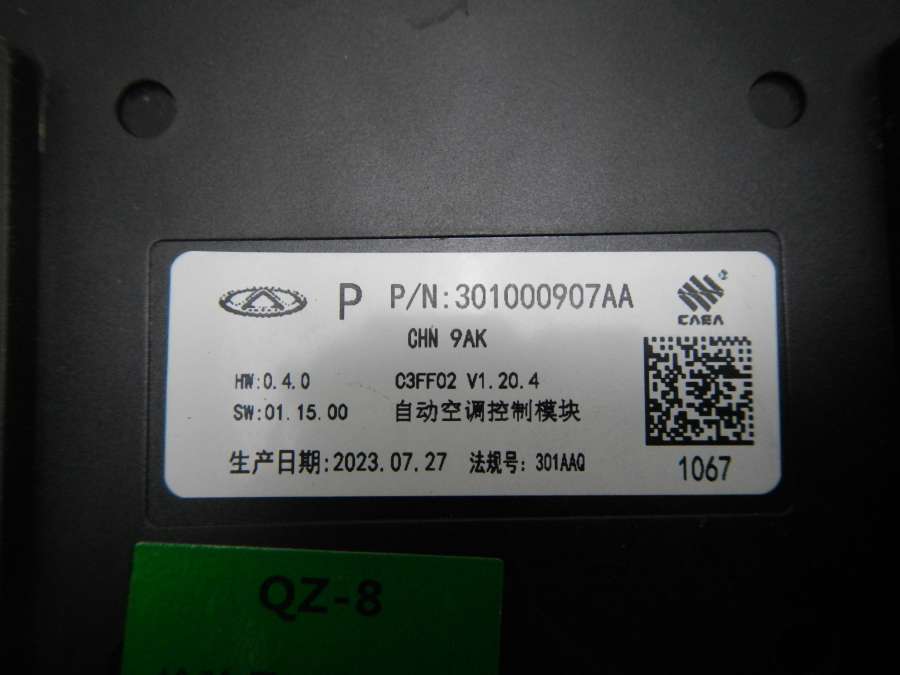 P P/N:301000907AA
CAEA
CHN 9AK
HW:0.4.0 C3FF02 V1.20.4
SW:01.15.00 自动空调控制模块
生产日期:2023.07.27 法规号: 301AAQ
1067
QZ-8